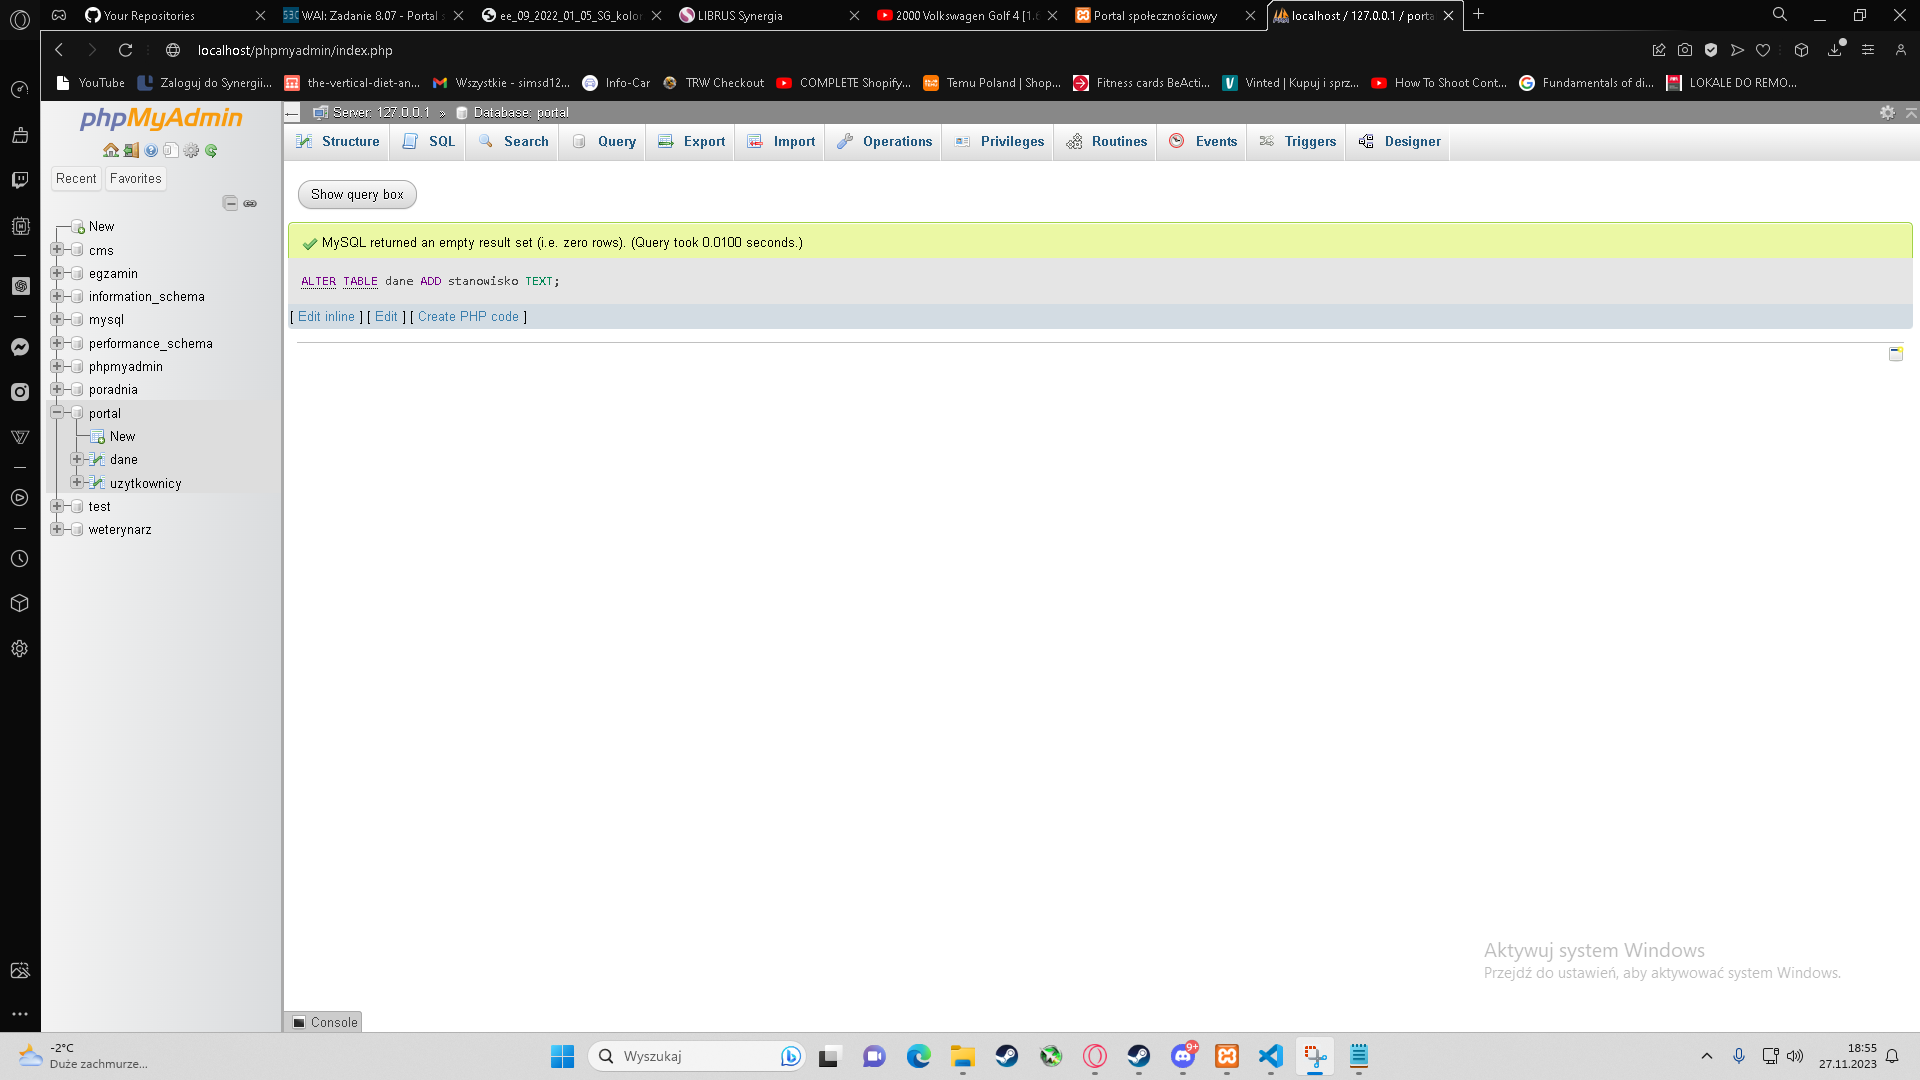 Your Repositories
WAI: Zadanie 8.07 - Portal s
ee_09_2022_01_05_SG_kolor
LIBRUS Synergia
2000 Volkswagen Golf 4 [1.6
Portal społecznościowy
localhost / 127.0.0.1 / porta
localhost/phpmyadmin/index.php
YouTube
Zaloguj do Synergii...
the-vertical-diet-an...
Wszystkie - simsd12...
Info-Car
TRW Checkout
COMPLETE Shopify...
Temu Poland | Shop...
Fitness cards BeActi...
Vinted | Kupuj i sprz...
How To Shoot Cont...
Fundamentals of di...
LOKALE DO REMO...
phpMyAdmin
Server: 127.0.0.1 » Database: portal
Structure
SQL
Search
Query
Export
Import
Operations
Privileges
Routines
Events
Triggers
Designer
Recent
Favorites
New
cms
egzamin
information_schema
mysql
performance_schema
phpmyadmin
poradnia
portal
New
dane
uzytkownicy
test
weterynarz
Show query box
MySQL returned an empty result set (i.e. zero rows). (Query took 0.0100 seconds.)
ALTER TABLE dane ADD stanowisko TEXT;
[ Edit inline ] [ Edit ] [ Create PHP code ]
Aktywuj system Windows
Przejdź do ustawień, aby aktywować system Windows.
Console
-2°C
Duże zachmurze...
Wyszukaj
9+
18:55
27.11.2023